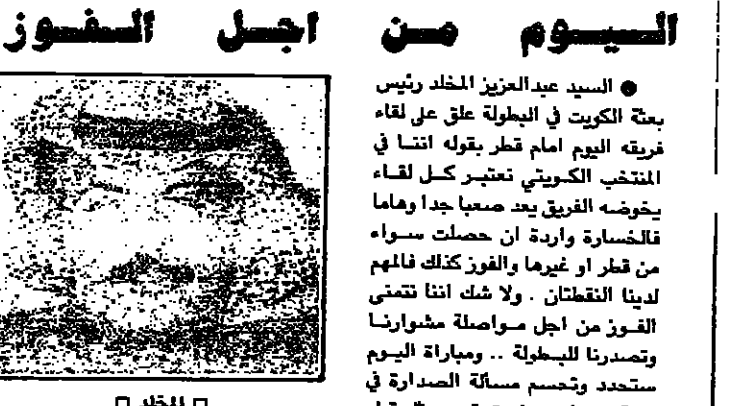 اليوم من اجل الفوز
● السيد عبدالعزيز المخلد رئيس
بعثة الكويت في البطولة علق على لقاء
فريقه اليوم امام قطر بقوله اننا في
المنتخب الكويتي نعتبر كل لقاء
يخوضه الفريق يعد صعبا جدا وهاما
فالخسارة واردة ان حصلت سواء
من قطر او غيرها والفوز كذلك فالمهم
لدينا النقطتان . ولا شك اننا نتمنى
الفوز من اجل مواصلة مشوارنا
وتصدرنا للبطولة .. ومباراة اليوم
ستحدد وتحسم مسألة الصدارة في
□ المخلد □